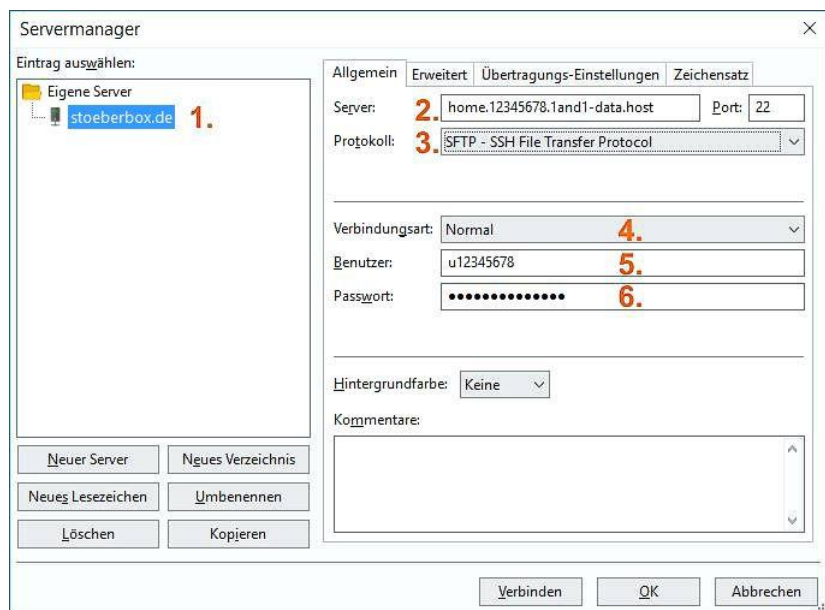 Servermanager
Eintrag auswählen:
Eigene Server
stoeberbox.de 1.
Neuer Server Neues Verzeichnis
Neues Lesezeichen Umbenennen
Löschen Kopieren
Allgemein Erweitert Übertragungs-Einstellungen Zeichensatz
Server: 2. home.12345678.1and1-data.host Port: 22
Protokoll: 3. SFTP - SSH File Transfer Protocol
Verbindungsart: Normal 4.
Benutzer: u12345678 5.
Passwort: •••••••••••••• 6.
Hintergrundfarbe: Keine
Kommentare:
Verbinden OK Abbrechen